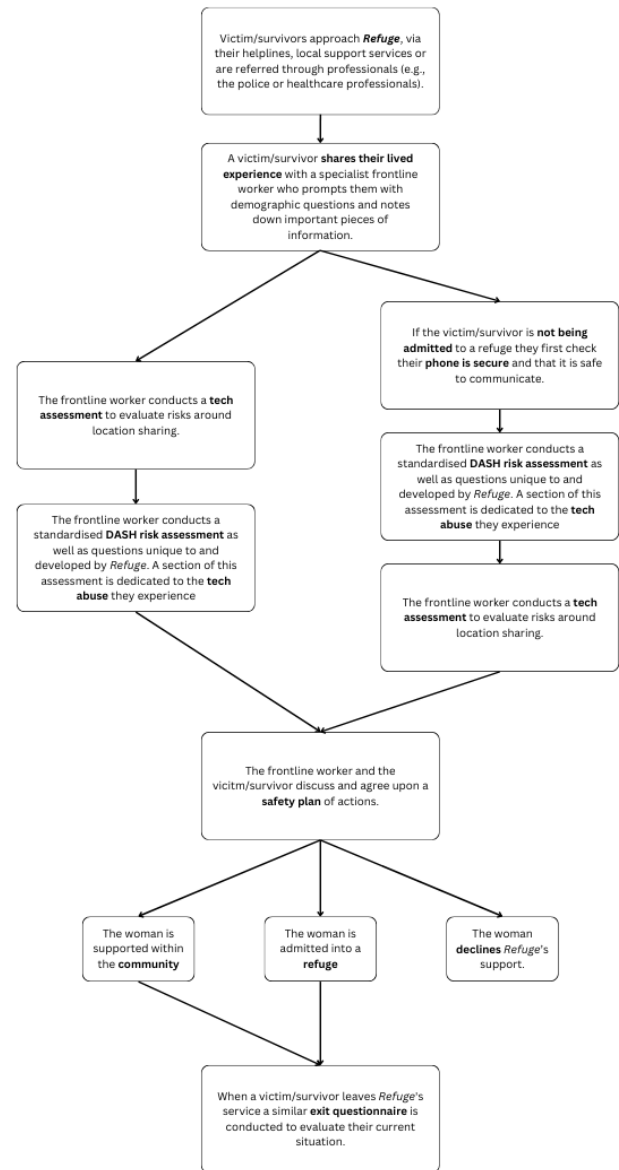 Victim/survivors approach Refuge, via
their helplines, local support services or
are referred through professionals (e.g.,
the police or healthcare professionals).
A victim/survivor shares their lived
experience with a specialist frontline
worker who prompts them with
demographic questions and notes
down important pieces of
information.
If the victim/survivor is not being
admitted to a refuge they first check
their phone is secure and that it is safe
to communicate.
The frontline worker conducts a tech
assessment to evaluate risks around
location sharing.
The frontline worker conducts a
standardised DASH risk assessment as
well as questions unique to and
developed by Refuge. A section of this
assessment is dedicated to the tech
abuse they experience
The frontline worker conducts a
standardised DASH risk assessment as
well as questions unique to and
developed by Refuge. A section of this
assessment is dedicated to the tech
abuse they experience
The frontline worker conducts a tech
assessment to evaluate risks around
location sharing.
The frontline worker and the
vicitm/survivor discuss and agree upon a
safety plan of actions.
The woman is
supported within
the community
The woman is
admitted into a
refuge
The woman
declines Refuge's
support.
When a victim/survivor leaves Refuge's
service a similar exit questionnaire is
conducted to evaluate their current
situation.